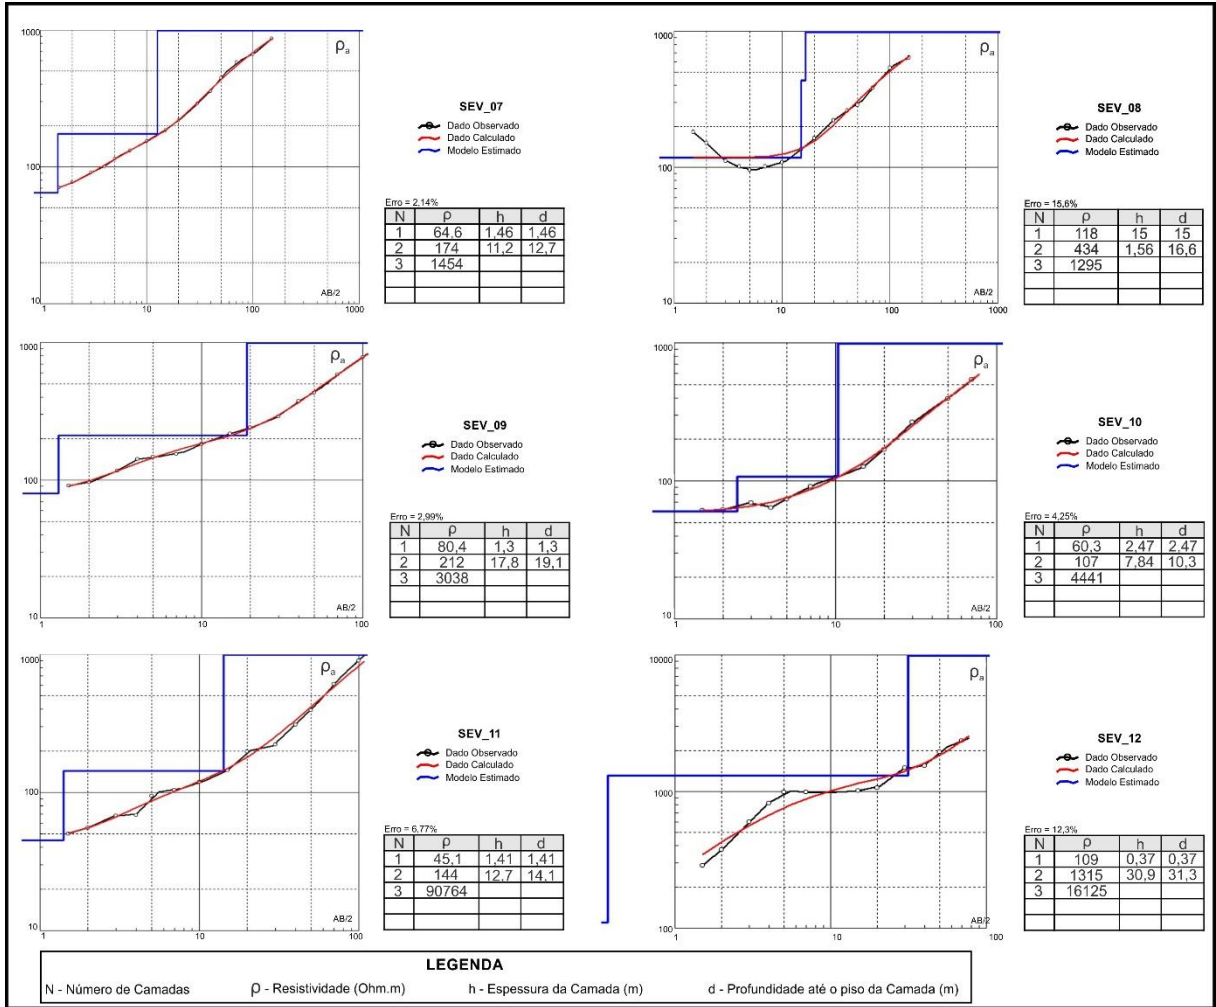 1000
100
10
1
10
100
1000
ρa
AB/2
SEV_07
Dado Observado
Dado Calculado
Modelo Estimado
Erro = 2,14%
N ρ h d
1 64,6 1,46 1,46
2 174 11,2 12,7
3 1454
1000
100
10
1
10
100
1000
ρa
AB/2
SEV_08
Dado Observado
Dado Calculado
Modelo Estimado
Erro = 15,6%
N ρ h d
1 118 15 15
2 434 1,56 16,6
3 1295
1000
100
10
1
10
100
ρa
AB/2
SEV_09
Dado Observado
Dado Calculado
Modelo Estimado
Erro = 2,99%
N ρ h d
1 80,4 1,3 1,3
2 212 17,8 19,1
3 3038
1000
100
10
1
10
100
ρa
AB/2
SEV_10
Dado Observado
Dado Calculado
Modelo Estimado
Erro = 4,25%
N ρ h d
1 60,3 2,47 2,47
2 107 7,84 10,3
3 4441
1000
100
10
1
10
100
ρa
AB/2
SEV_11
Dado Observado
Dado Calculado
Modelo Estimado
Erro = 6,77%
N ρ h d
1 45,1 1,41 1,41
2 144 12,7 14,1
3 90764
10000
1000
100
1
10
100
ρa
AB/2
SEV_12
Dado Observado
Dado Calculado
Modelo Estimado
Erro = 12,3%
N ρ h d
1 109 0,37 0,37
2 1315 30,9 31,3
3 16125
LEGENDA
N - Número de Camadas ρ - Resistividade (Ohm.m) h - Espessura da Camada (m) d - Profundidade até o piso da Camada (m)